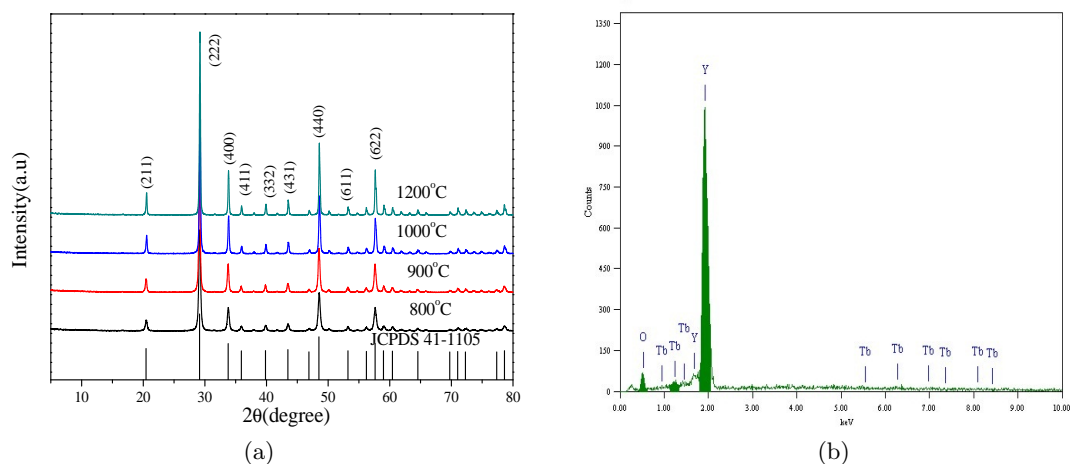 (211)
(222)
(400)
(411)
(332)
(431)
(440)
(611)
(622)
1200°C
1000°C
900°C
800°C
JCPDS 41-1105
Intensity(a.u)
10 20 30 40 50 60 70 80
2θ(degree)
(a)
1350
1200
1050
900
750
600
450
300
150
0
Counts
Y
O Tb Tb Tb Y Tb Tb Tb Tb Tb Tb
0.00 1.00 2.00 3.00 4.00 5.00 6.00 7.00 8.00 9.00 10.00
keV
(b)